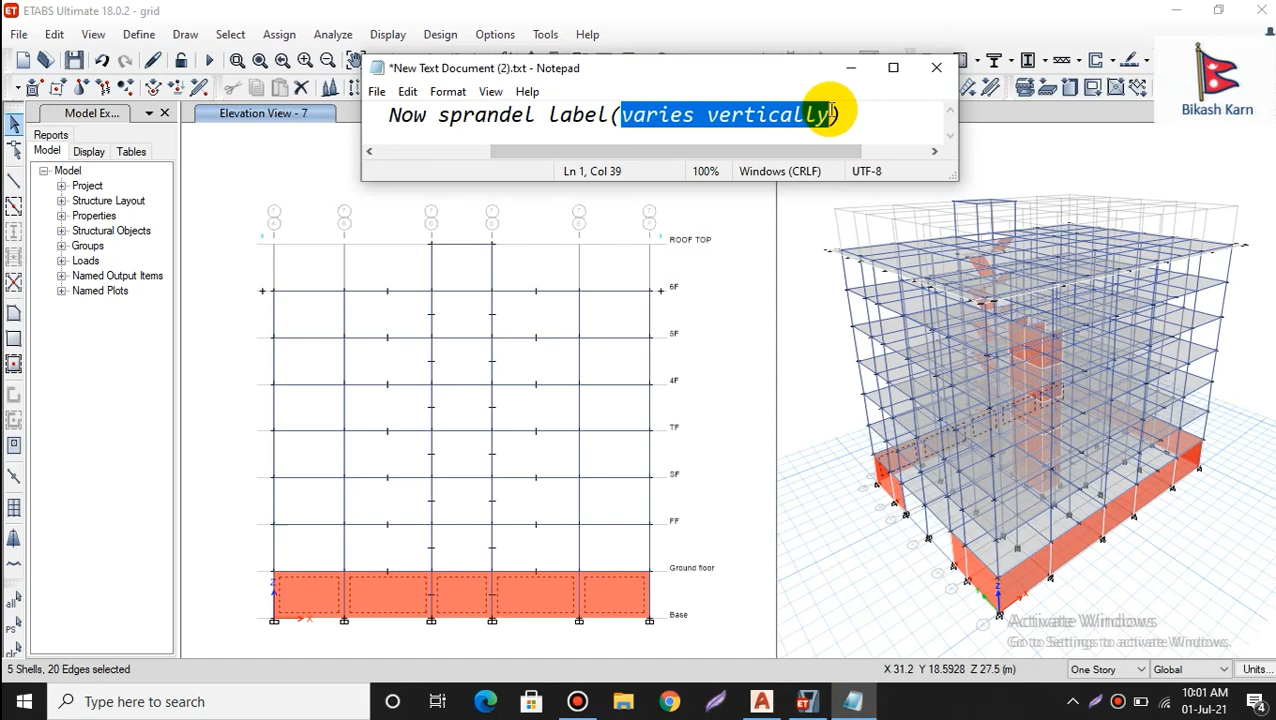 ETABS Ultimate 18.0.2 - grid
File Edit View Define Draw Select Assign Analyze Display Design Options Tools Help
Bikash Karn
*New Text Document (2).txt - Notepad
File Edit Format View Help
Now sprandel label(varies vertically)
Ln 1, Col 39 100% Windows (CRLF) UTF-8
Model Ex...
Elevation View - 7
Reports
Model Display Tables
Model
Project
Structure Layout
Properties
Structural Objects
Groups
Loads
Named Output Items
Named Plots
ROOF TOP
6F
5F
4F
TF
SF
FF
Ground floor
Base
Z
X
Z
X
Activate Windows
Go to Settings to activate Windows.
all
PS
clr
5 Shells, 20 Edges selected
X 31.2 Y 18.5928 Z 27.5 (m)
One Story
Global
Units...
Type here to search
10:01 AM
01-Jul-21
4